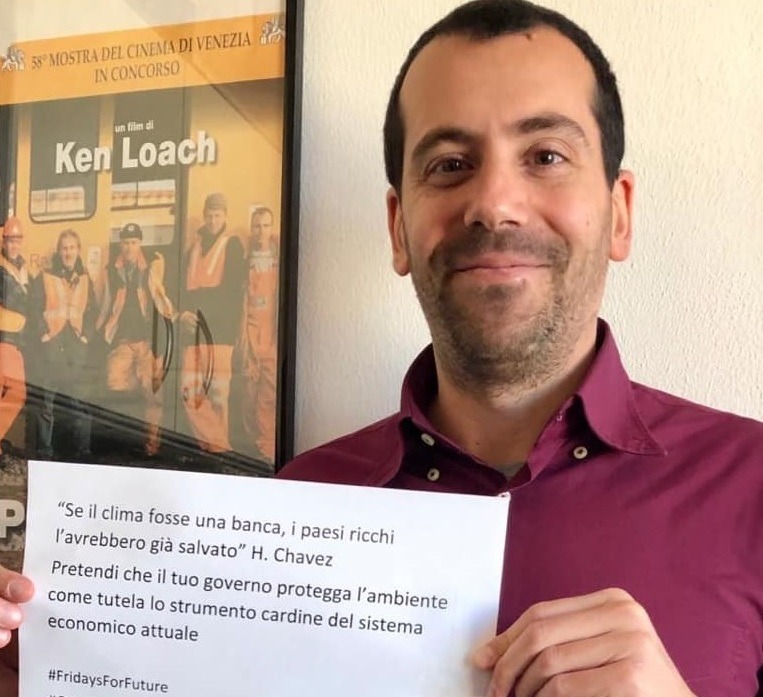 58° MOSTRA DEL CINEMA DI VENEZIA
IN CONCORSO
un film di
Ken Loach
P
“Se il clima fosse una banca, i paesi ricchi
l’avrebbero già salvato” H. Chavez
Pretendi che il tuo governo protegga l’ambiente
come tutela lo strumento cardine del sistema
economico attuale
#FridaysForFuture